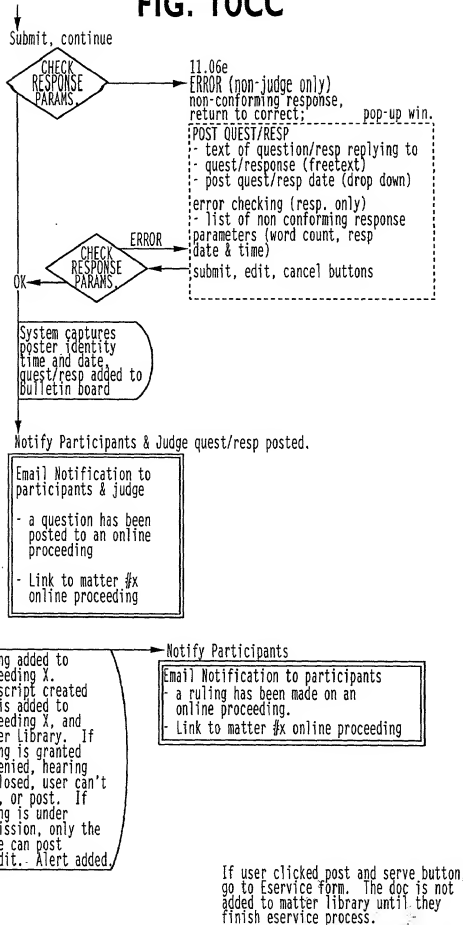 FIG. 10CC
Submit, continue
CHECK
RESPONSE
PARAMS.
11.06e
ERROR (non-judge only)
non-conforming response,
return to correct;
pop-up win.
POST QUEST/RESP
- text of question/resp replying to
- quest/response (freetext)
- post quest/resp date (drop down)
error checking (resp. only)
- list of non conforming response
parameters (word count, resp
date & time)
submit, edit, cancel buttons
ERROR
CHECK
RESPONSE
PARAMS.
OK
System captures
poster identity
time and date,
quest/resp added to
bulletin board
Notify Participants & Judge quest/resp posted.
Email Notification to
participants & judge
- a question has been
posted to an online
proceeding
- Link to matter #x
online proceeding
ng added to
eeding X.
script created
is added to
eeding X, and
er Library. If
ng is granted
enied, hearing
losed, user can't
, or post. If
ng is under
ission, only the
e can post
dit. Alert added.
Notify Participants
Email Notification to participants
- a ruling has been made on an
online proceeding.
- Link to matter #x online proceeding
If user clicked post and serve button
go to Eservice form. The doc is not
added to matter library until they
finish eservice process.